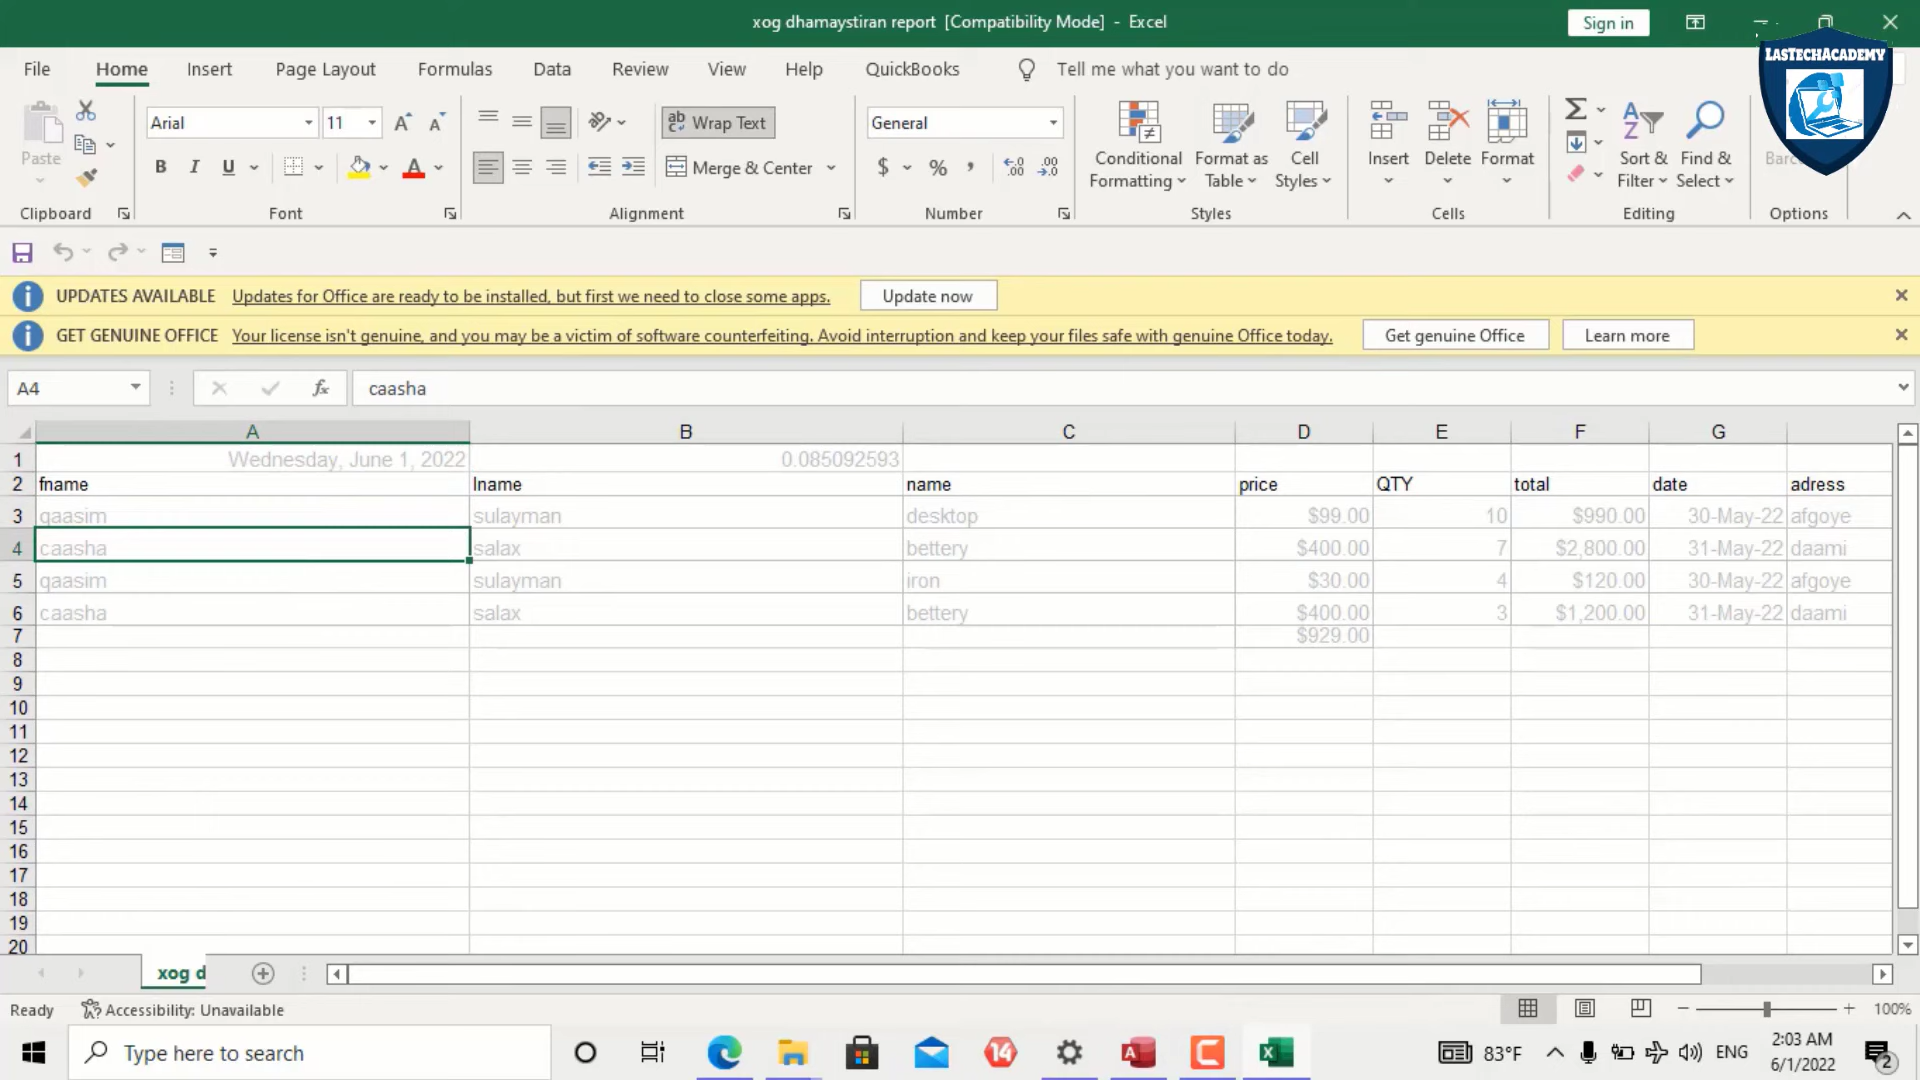 xog dhamaystiran report [Compatibility Mode] - Excel
Sign in
LASTECHACADEMY
File Home Insert Page Layout Formulas Data Review View Help QuickBooks Tell me what you want to do
Paste
Arial 11
Wrap Text
General
B I U
Merge & Center
$ % ,
Conditional Formatting
Format as Table
Cell Styles
Insert
Delete
Format
Sort & Filter
Find & Select
Clipboard Font Alignment Number Styles Cells Editing Options
UPDATES AVAILABLE Updates for Office are ready to be installed, but first we need to close some apps. Update now
GET GENUINE OFFICE Your license isn't genuine, and you may be a victim of software counterfeiting. Avoid interruption and keep your files safe with genuine Office today. Get genuine Office Learn more
A4 fx caasha
A B C D E F G
1 Wednesday, June 1, 2022 0.085092593
2 fname lname name price QTY total date adress
3 qaasim sulayman desktop $99.00 10 $990.00 30-May-22 afgoye
4 caasha salax bettery $400.00 7 $2,800.00 31-May-22 daami
5 qaasim sulayman iron $30.00 4 $120.00 30-May-22 afgoye
6 caasha salax bettery $400.00 3 $1,200.00 31-May-22 daami
7 $929.00
8
9
10
11
12
13
14
15
16
17
18
19
20
xog d
Ready Accessibility: Unavailable 100%
Type here to search
14
83°F
ENG
2:03 AM
6/1/2022
2